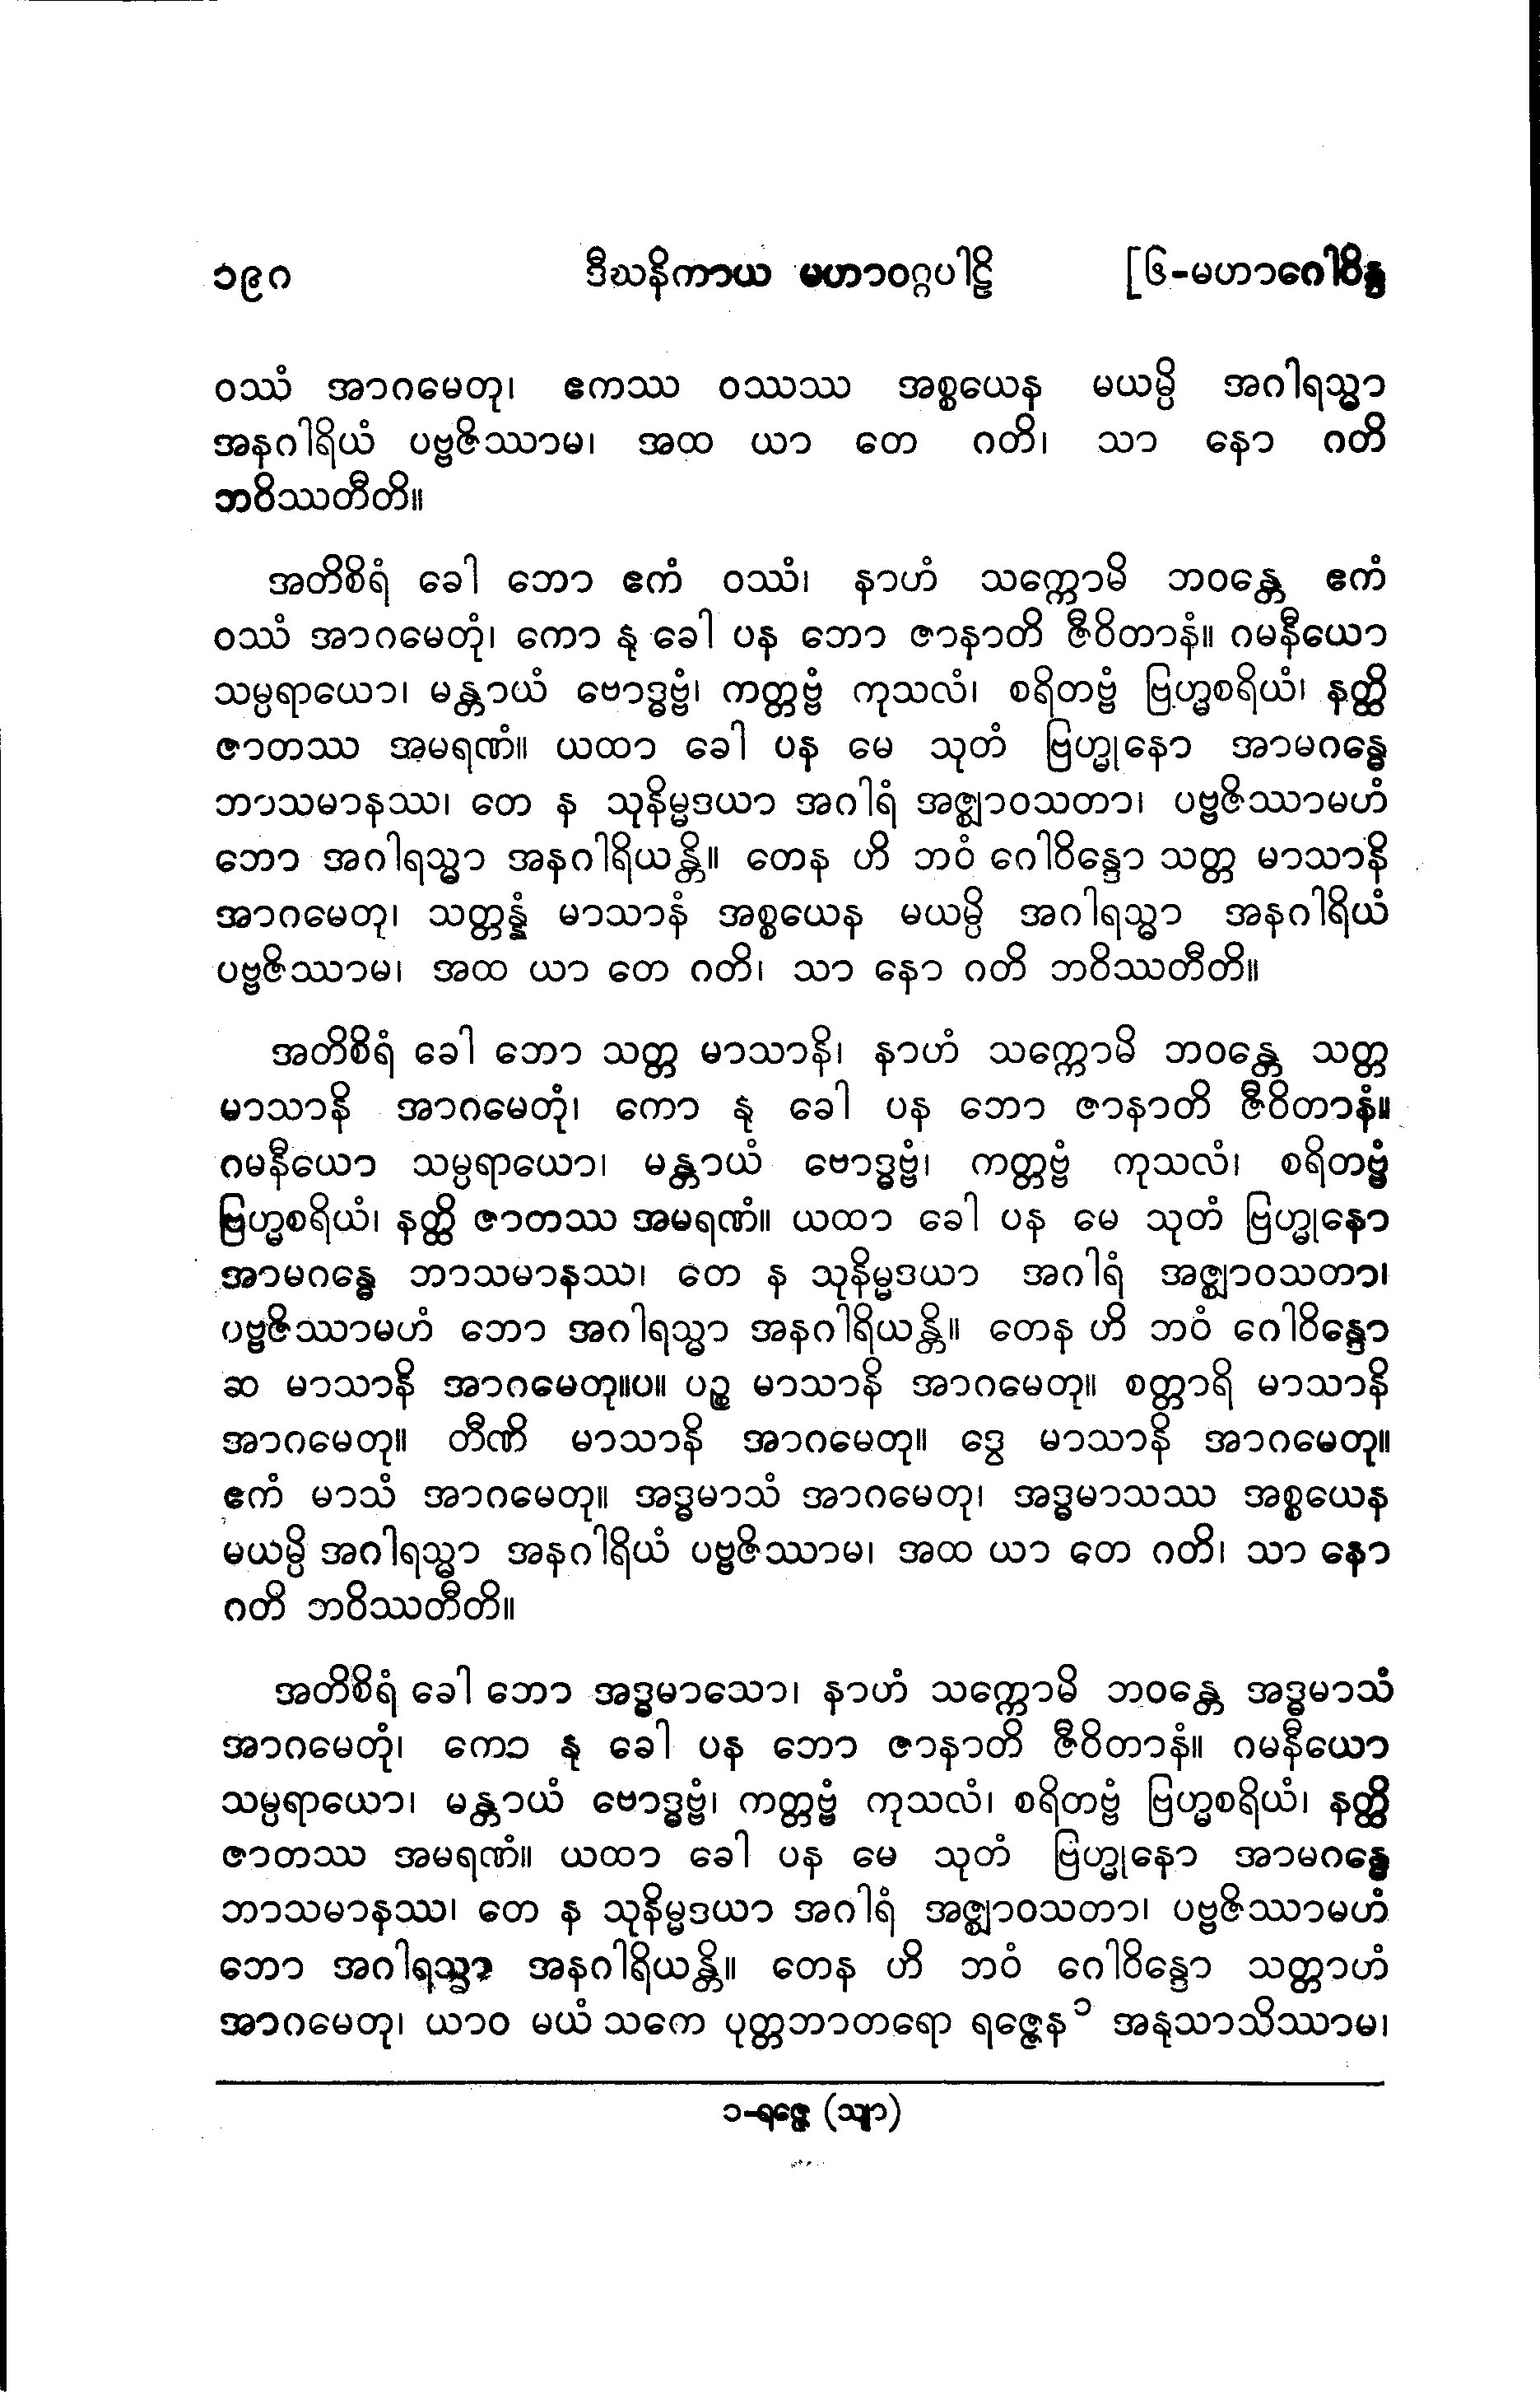 ၁၉ဂ ဒီဃနိကာယ မဟာဝဂ္ဂပါဠိ [၆-မဟာဂေါဝိန္ဒ
ဝဿံ အာဂမေတု၊ ဧကဿ ဝဿဿ အစ္စယေန မယမ္ပိ အဂါရသ္မာ
အနဂါရိယံ ပဗ္ဗဇိဿာမ၊ အထ ယာ တေ ဂတိ၊ သာ နော ဂတိ
ဘဝိဿတီတိ။
အတိစိရံ ခေါ ဘော ဧကံ ဝဿံ၊ နာဟံ သက္ကောမိ ဘဝန္တေ ဧကံ
ဝဿံ အာဂမေတုံ၊ ကော နု ခေါ ပန ဘော ဇာနာတိ ဇီဝိတာနံ။ ဂမနီယော
သမ္ပရာယော၊ မန္တာယံ ဗောဒ္ဓဗ္ဗံ၊ ကတ္တဗ္ဗံ ကုသလံ၊ စရိတဗ္ဗံ ဗြဟ္မစရိယံ၊ နတ္ထိ
ဇာတဿ အမရဏံ။ ယထာ ခေါ ပန မေ သုတံ ဗြဟ္မုနော အာမဂန္ဓေ
ဘာသမာနဿ၊ တေ န သုနိမ္မဒယာ အဂါရံ အဇ္ဈာဝသတာ၊ ပဗ္ဗဇိဿာမဟံ
ဘော အဂါရသ္မာ အနဂါရိယန္တိ။ တေန ဟိ ဘဝံ ဂေါဝိန္ဒော သတ္တ မာသာနိ
အာဂမေတု၊ သတ္တန္နံ မာသာနံ အစ္စယေန မယမ္ပိ အဂါရသ္မာ အနဂါရိယံ
ပဗ္ဗဇိဿာမ၊ အထ ယာ တေ ဂတိ၊ သာ နော ဂတိ ဘဝိဿတီတိ။
အတိစိရံ ခေါ ဘော သတ္တ မာသာနိ၊ နာဟံ သက္ကောမိ ဘဝန္တေ သတ္တ
မာသာနိ အာဂမေတုံ၊ ကော နု ခေါ ပန ဘော ဇာနာတိ ဇီဝိတာနံ။
ဂမနီယော သမ္ပရာယော၊ မန္တာယံ ဗောဒ္ဓဗ္ဗံ၊ ကတ္တဗ္ဗံ ကုသလံ၊ စရိတဗ္ဗံ
ဗြဟ္မစရိယံ၊ နတ္ထိ ဇာတဿ အမရဏံ။ ယထာ ခေါ ပန မေ သုတံ ဗြဟ္မုနော
အာမဂန္ဓေ ဘာသမာနဿ၊ တေ န သုနိမ္မဒယာ အဂါရံ အဇ္ဈာဝသတာ၊
ပဗ္ဗဇိဿာမဟံ ဘော အဂါရသ္မာ အနဂါရိယန္တိ။ တေန ဟိ ဘဝံ ဂေါဝိန္ဒော
ဆ မာသာနိ အာဂမေတု။ပ။ ပဉ္စ မာသာနိ အာဂမေတု။ စတ္တာရိ မာသာနိ
အာဂမေတု။ တီဏိ မာသာနိ အာဂမေတု။ ဒွေ မာသာနိ အာဂမေတု။
ဧကံ မာသံ အာဂမေတု။ အဒ္ဓမာသံ အာဂမေတု၊ အဒ္ဓမာသဿ အစ္စယေန
မယမ္ပိ အဂါရသ္မာ အနဂါရိယံ ပဗ္ဗဇိဿာမ၊ အထ ယာ တေ ဂတိ၊ သာ နော
ဂတိ ဘဝိဿတီတိ။
အတိစိရံ ခေါ ဘော အဒ္ဓမာသော၊ နာဟံ သက္ကောမိ ဘဝန္တေ အဒ္ဓမာသံ
အာဂမေတုံ၊ ကော နု ခေါ ပန ဘော ဇာနာတိ ဇီဝိတာနံ။ ဂမနီယော
သမ္ပရာယော၊ မန္တာယံ ဗောဒ္ဓဗ္ဗံ၊ ကတ္တဗ္ဗံ ကုသလံ၊ စရိတဗ္ဗံ ဗြဟ္မစရိယံ၊ နတ္ထိ
ဇာတဿ အမရဏံ။ ယထာ ခေါ ပန မေ သုတံ ဗြဟ္မုနော အာမဂန္ဓေ
ဘာသမာနဿ၊ တေ န သုနိမ္မဒယာ အဂါရံ အဇ္ဈာဝသတာ၊ ပဗ္ဗဇိဿာမဟံ
ဘော အဂါရသ္မာ အနဂါရိယန္တိ။ တေန ဟိ ဘဝံ ဂေါဝိန္ဒော သတ္တာဟံ
အာဂမေတု၊ ယာဝ မယံ သကေ ပုတ္တဘာတရော ရဇ္ဇေန ၁ အနုသာသိဿာမ၊
၁-ရဇ္ဇေ (သျာ)